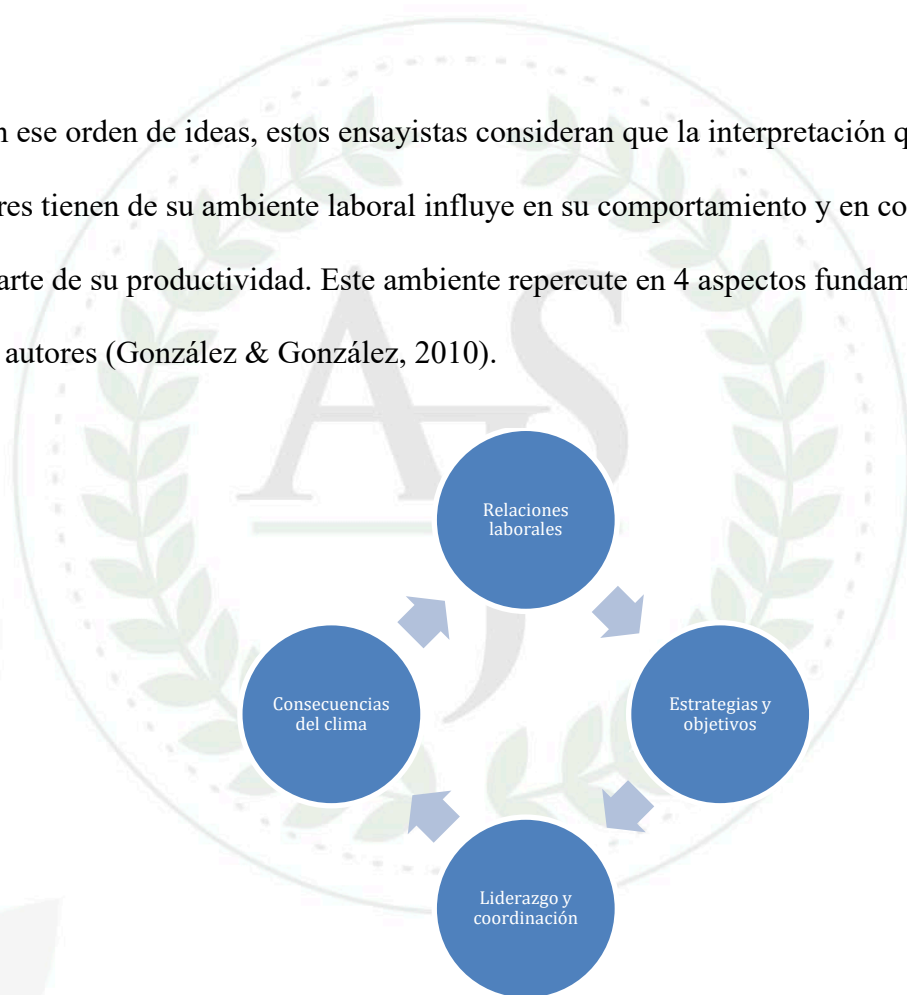 n ese orden de ideas, estos ensayistas consideran que la interpretación q
res tienen de su ambiente laboral influye en su comportamiento y en co
arte de su productividad. Este ambiente repercute en 4 aspectos fundam
autores (González & González, 2010).
AJS
Relaciones
laborales
Consecuencias
del clima
Estrategias y
objetivos
Liderazgo y
coordinación